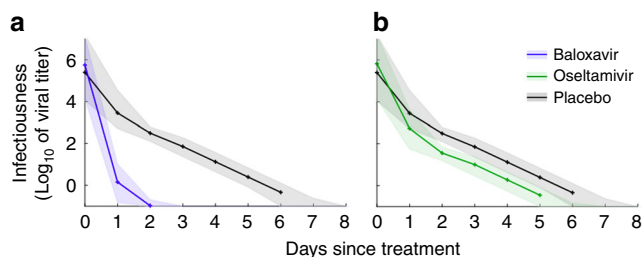 a
b
Infectiousness
(Log10 of viral titer)
6
4
2
0
0 1 2 3 4 5 6 7 8
0 1 2 3 4 5 6 7 8
Baloxavir
Oseltamivir
Placebo
Days since treatment